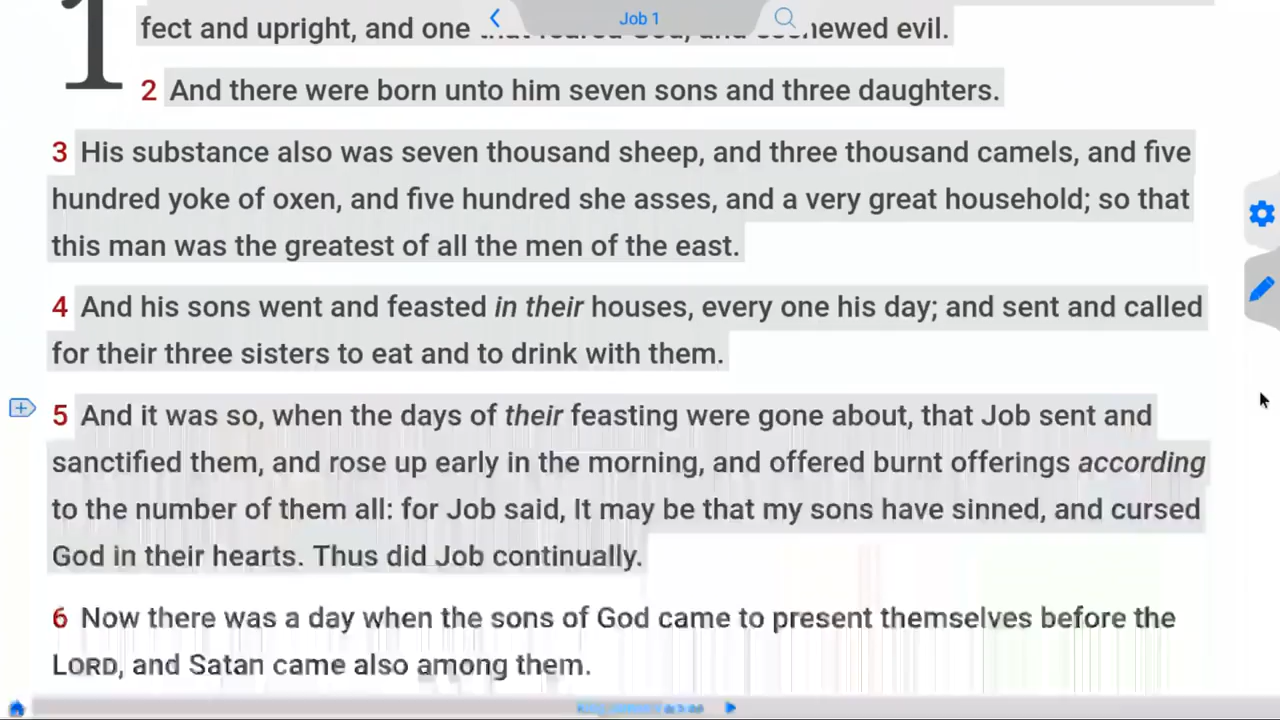 Job 1
1
fect and upright, and one that feared God, and eschewed evil.
2 And there were born unto him seven sons and three daughters.
3 His substance also was seven thousand sheep, and three thousand camels, and five
hundred yoke of oxen, and five hundred she asses, and a very great household; so that
this man was the greatest of all the men of the east.
4 And his sons went and feasted in their houses, every one his day; and sent and called
for their three sisters to eat and to drink with them.
5 And it was so, when the days of their feasting were gone about, that Job sent and
sanctified them, and rose up early in the morning, and offered burnt offerings according
to the number of them all: for Job said, It may be that my sons have sinned, and cursed
God in their hearts. Thus did Job continually.
6 Now there was a day when the sons of God came to present themselves before the
LORD, and Satan came also among them.